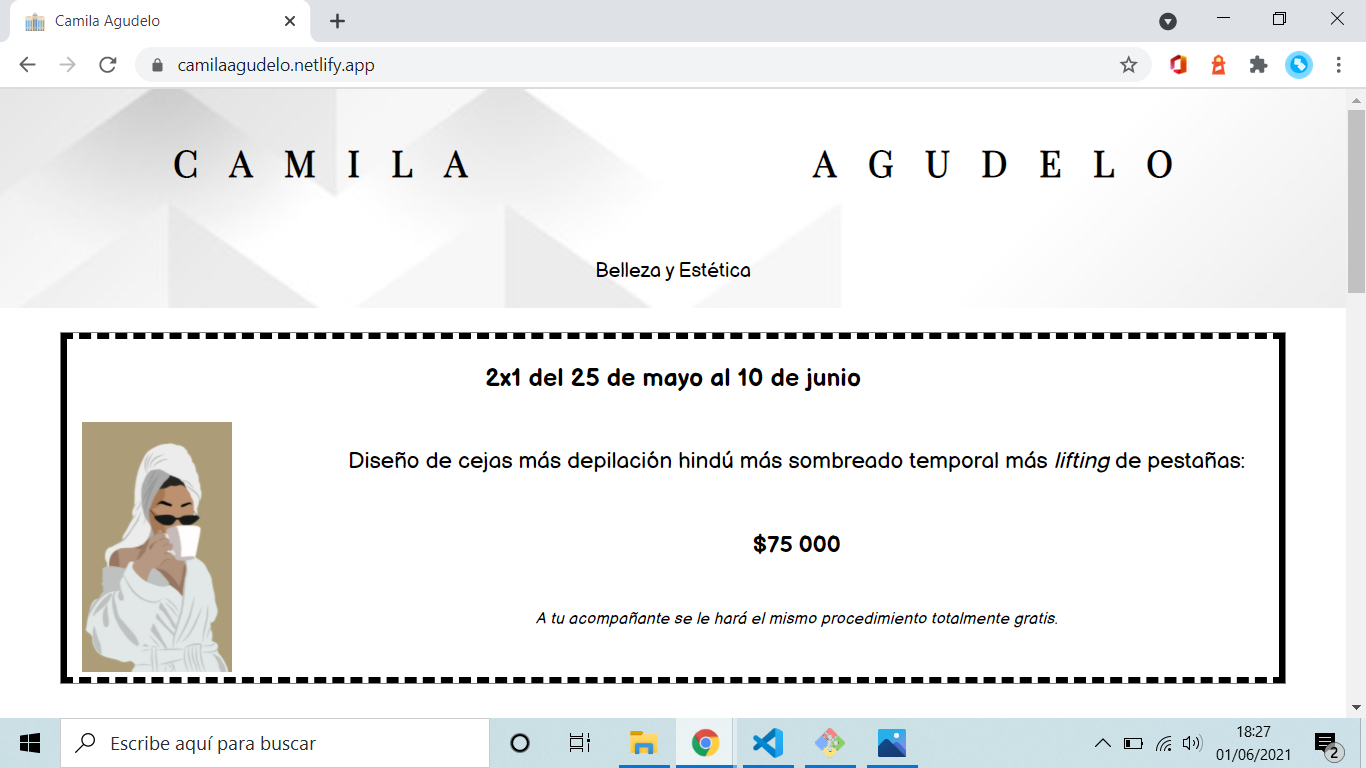 Camila Agudelo
camilaagudelo.netlify.app
CAMILA AGUDELO
Belleza y Estética
2x1 del 25 de mayo al 10 de junio
Diseño de cejas más depilación hindú más sombreado temporal más lifting de pestañas:
$75 000
A tu acompañante se le hará el mismo procedimiento totalmente gratis.
Escribe aquí para buscar
18:27
01/06/2021
2